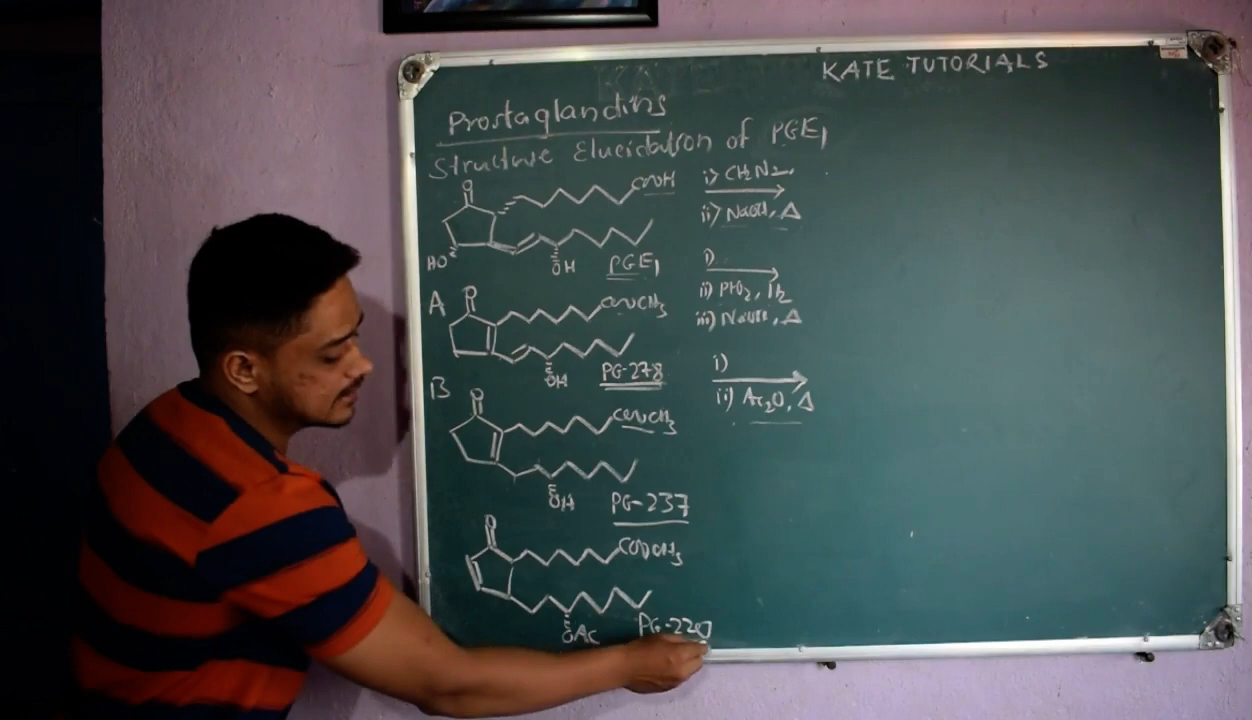 KATE TUTORIALS
Prostaglandins
Structure Elucidation of PGE1
O COOH i) CH2N2.
ii) NaOH, Δ
HO OH PGE1
i)
ii) PtO2, H2
iii) NaOH, Δ
A O COOCH3
OH PG-278
i)
ii) Ac2O, Δ
B O COOCH3
OH PG-237
O COOCH3
OAc PG-220